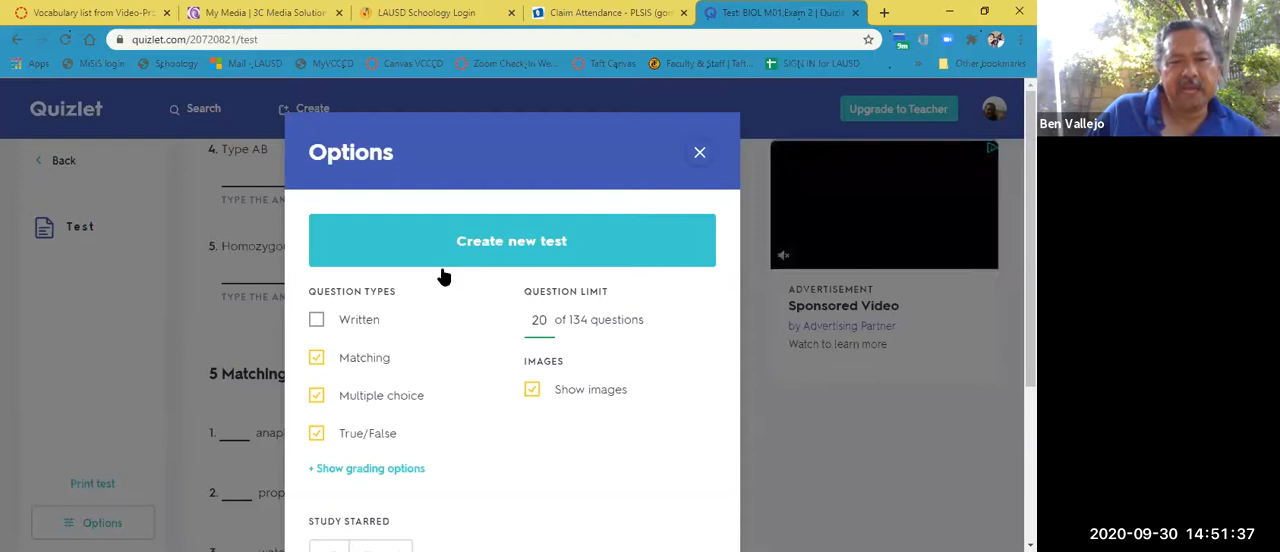 Vocabulary list from Video-Pro
My Media | 3C Media Solution
LAUSD Schoology Login
Claim Attendance - PLSIS (goo
Test: BIOL M01,Exam 2 | Quizle
quizlet.com/20720821/test
9m
Apps
MiSiS login
Schoology
Mail - LAUSD
MyVCCCD
Canvas VCCCD
Zoom Check In We...
Taft Canvas
Faculty & Staff | Taft...
SIGN IN for LAUSD
»
Other bookmarks
Quizlet
Search
Create
Upgrade to Teacher
Back
Test
Print test
Options
4. Type AB
TYPE THE AN
5. Homozygo
TYPE THE AN
5 Matching
1. ____ anap
2. ____ prop
Options
Create new test
QUESTION TYPES
Written
Matching
Multiple choice
True/False
+ Show grading options
STUDY STARRED
QUESTION LIMIT
20 of 134 questions
IMAGES
Show images
ADVERTISEMENT
Sponsored Video
by Advertising Partner
Watch to learn more
Ben Vallejo
2020-09-30 14:51:37